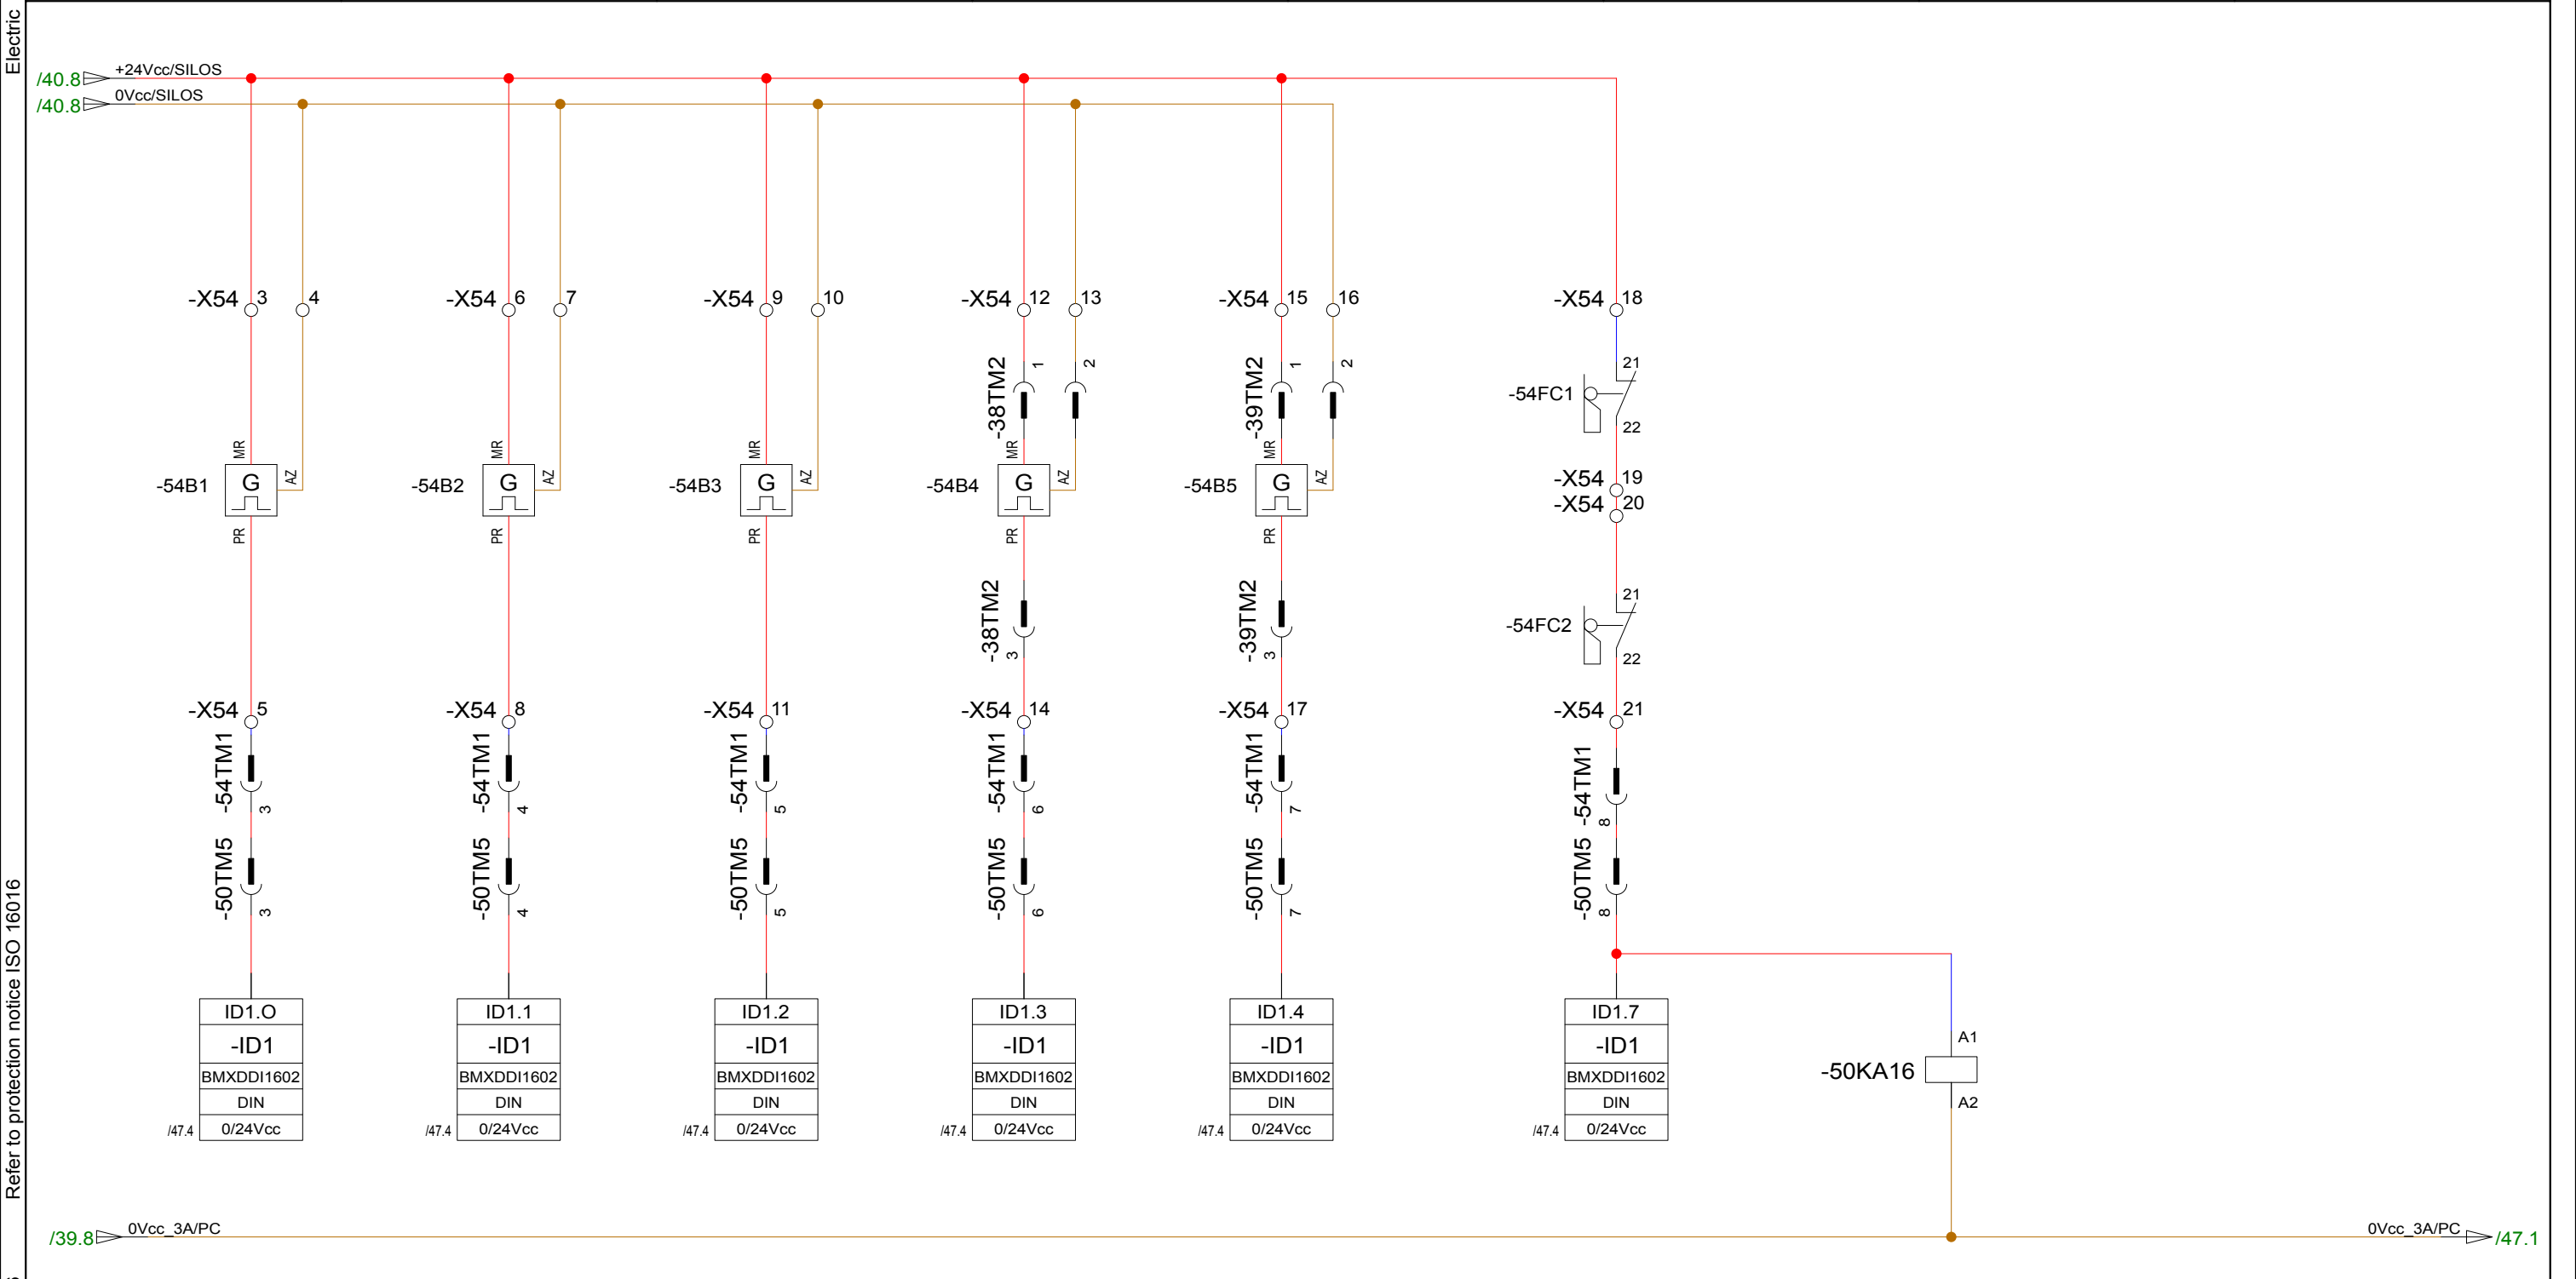 Electric
Refer to protection notice ISO 16016
/40.8 +24Vcc/SILOS
/40.8 0Vcc/SILOS
-X54 3 4 -X54 6 7 -X54 9 10 -X54 12 13 -X54 15 16 -X54 18
-38TM2 1 2 -39TM2 1 2 -54FC1 21 22
MR AZ MR AZ MR AZ MR AZ MR AZ
-54B1 G -54B2 G -54B3 G -54B4 G -54B5 G
-X54 19
-X54 20
PR PR PR PR PR
-38TM2 3 -39TM2 3 -54FC2 21 22
-X54 5 -X54 8 -X54 11 -X54 14 -X54 17 -X54 21
-54TM1 3 -54TM1 4 -54TM1 5 -54TM1 6 -54TM1 7 -54TM1 8
-50TM5 3 -50TM5 4 -50TM5 5 -50TM5 6 -50TM5 7 -50TM5 8
ID1.O ID1.1 ID1.2 ID1.3 ID1.4 ID1.7
-ID1 -ID1 -ID1 -ID1 -ID1 -ID1
A1
-50KA16
A2
BMXDDI1602 BMXDDI1602 BMXDDI1602 BMXDDI1602 BMXDDI1602 BMXDDI1602
DIN DIN DIN DIN DIN DIN
/47.4 0/24Vcc /47.4 0/24Vcc /47.4 0/24Vcc /47.4 0/24Vcc /47.4 0/24Vcc /47.4 0/24Vcc
/39.8 0Vcc_3A/PC 0Vcc_3A/PC /47.1